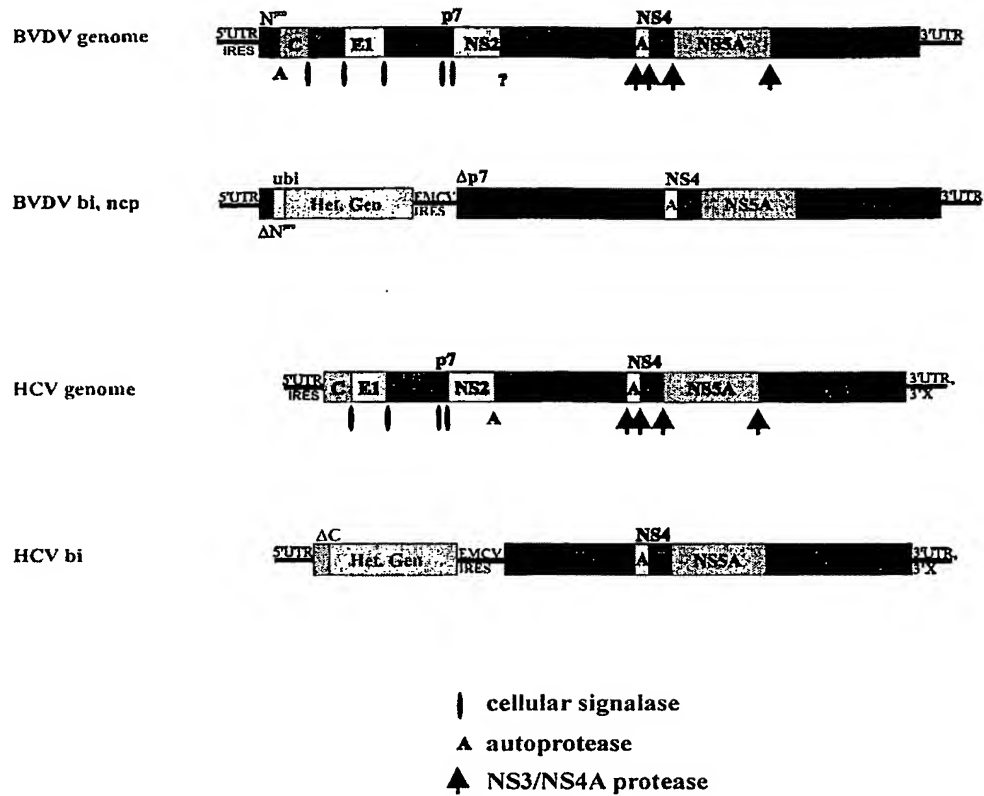 N^pro p7 NS4
BVDV genome 5'UTR C E1 NS2 A NS5A 3'UTR
IRES
A ?
ubi Δp7 NS4
BVDV bi, ncp 5'UTR Het. Gen EMCV A NS5A 3'UTR
IRES
ΔN^pro
p7 NS4
HCV genome 5'UTR C E1 NS2 A NS5A 3'UTR,
IRES 3'X
A
ΔC NS4
HCV bi 5'UTR Het. Gen EMCV A NS5A 3'UTR,
IRES 3'X
cellular signalase
A autoprotease
NS3/NS4A protease